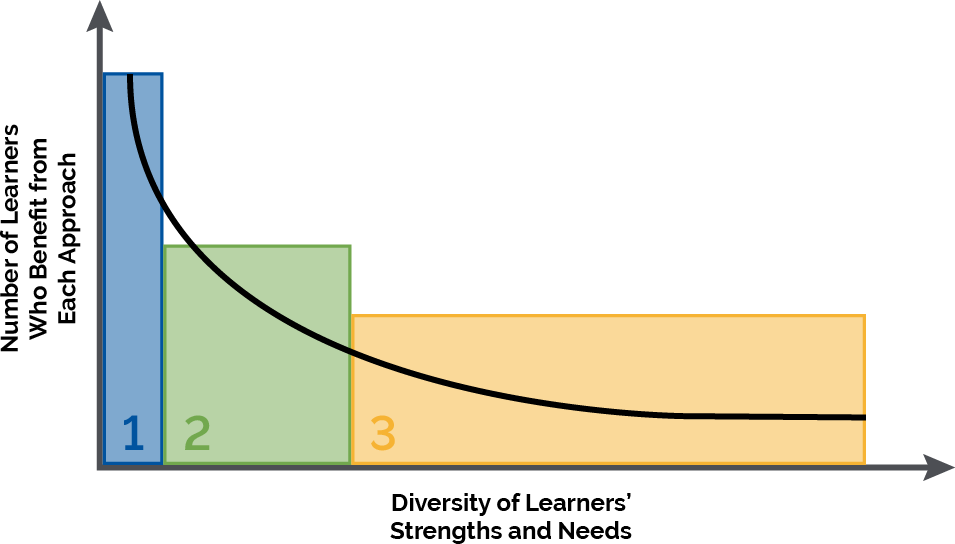 Number of Learners
Who Benefit from
Each Approach
1
2
3
Diversity of Learners’
Strengths and Needs